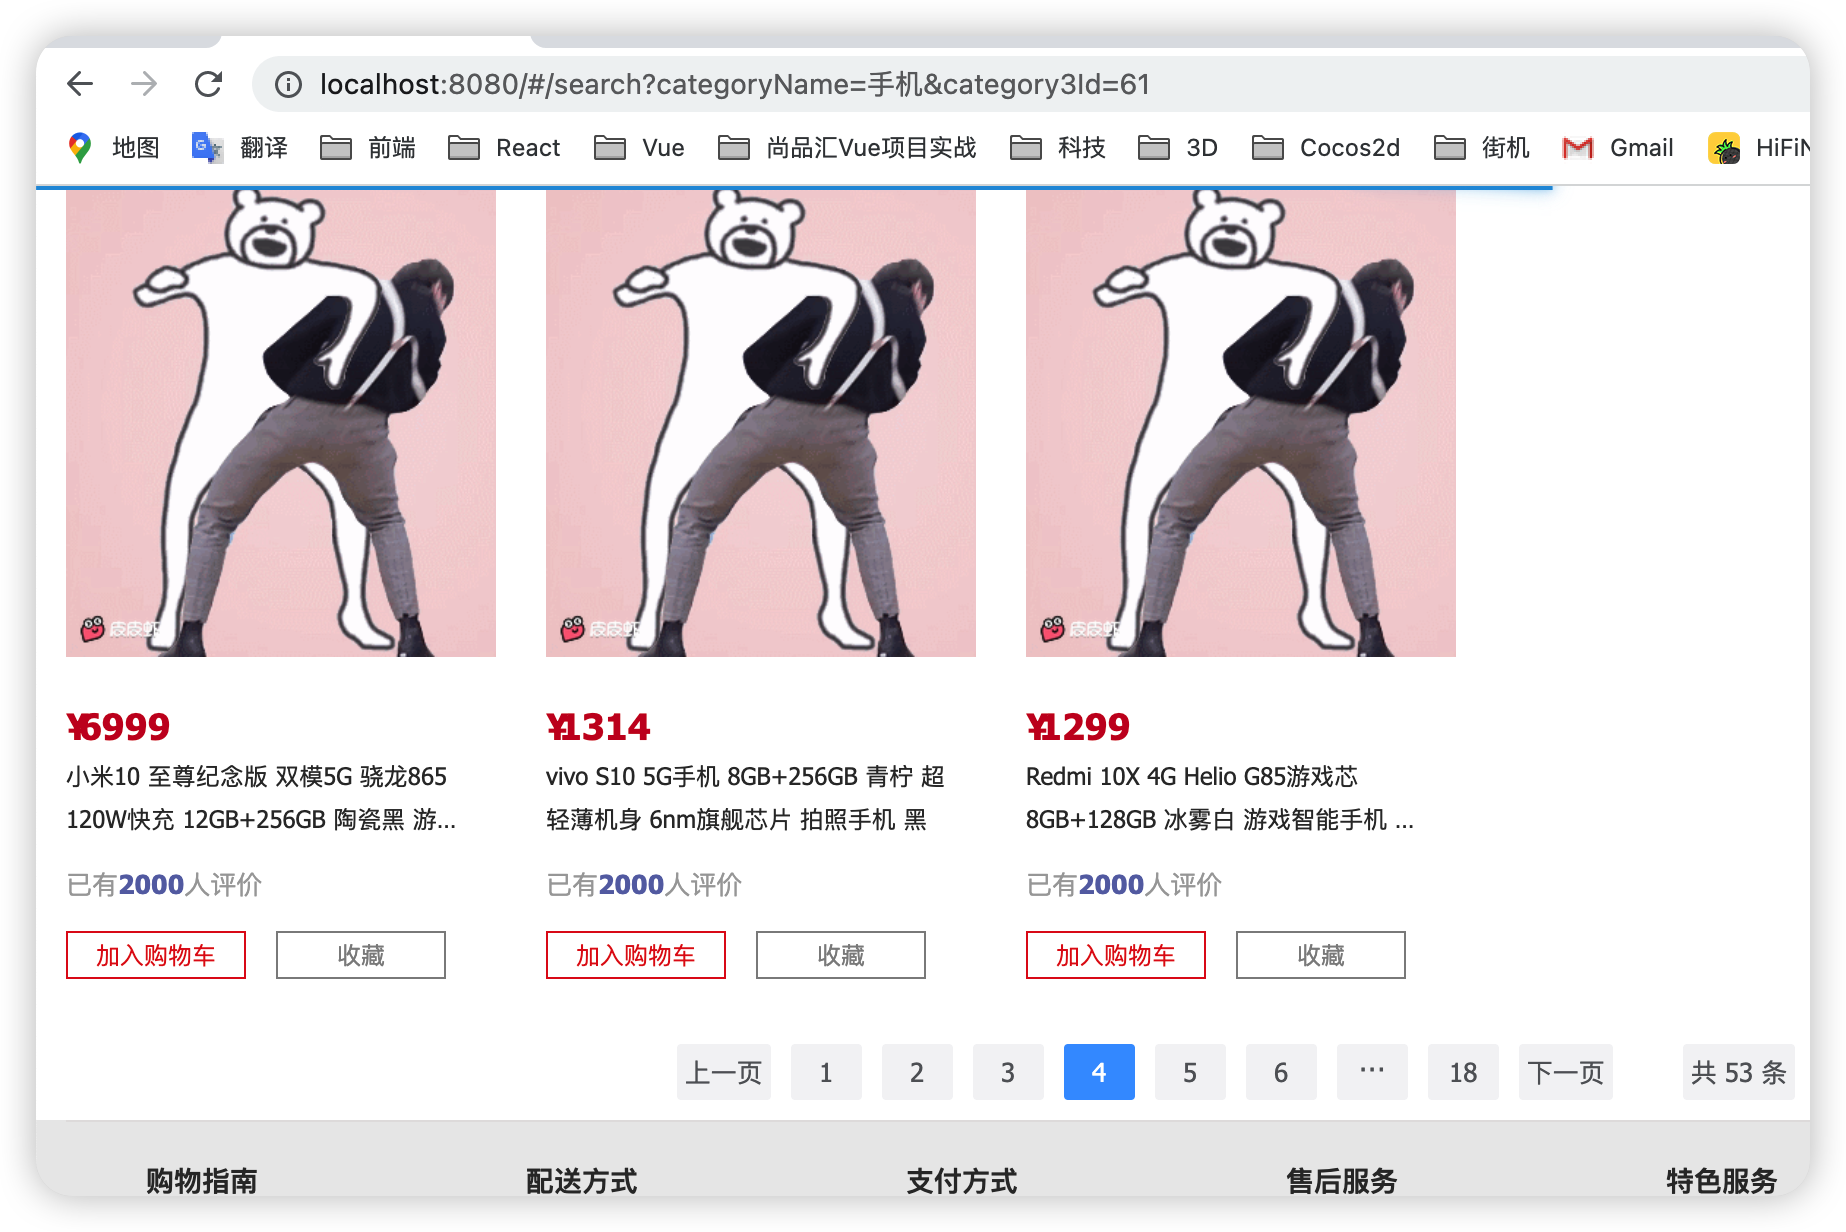 localhost:8080/#/search?categoryName=手机&category3Id=61
地图 翻译 前端 React Vue 尚品汇Vue项目实战 科技 3D Cocos2d 街机 Gmail
皮皮虾 皮皮虾 皮皮虾
¥6999
小米10 至尊纪念版 双模5G 骁龙865
120W快充 12GB+256GB 陶瓷黑 游...
已有2000人评价
加入购物车 收藏
¥1314
vivo S10 5G手机 8GB+256GB 青柠 超
轻薄机身 6nm旗舰芯片 拍照手机 黑
已有2000人评价
加入购物车 收藏
¥1299
Redmi 10X 4G Helio G85游戏芯
8GB+128GB 冰雾白 游戏智能手机 ...
已有2000人评价
加入购物车 收藏
上一页 1 2 3 4 5 6 ··· 18 下一页 共 53 条
购物指南 配送方式 支付方式 售后服务 特色服务